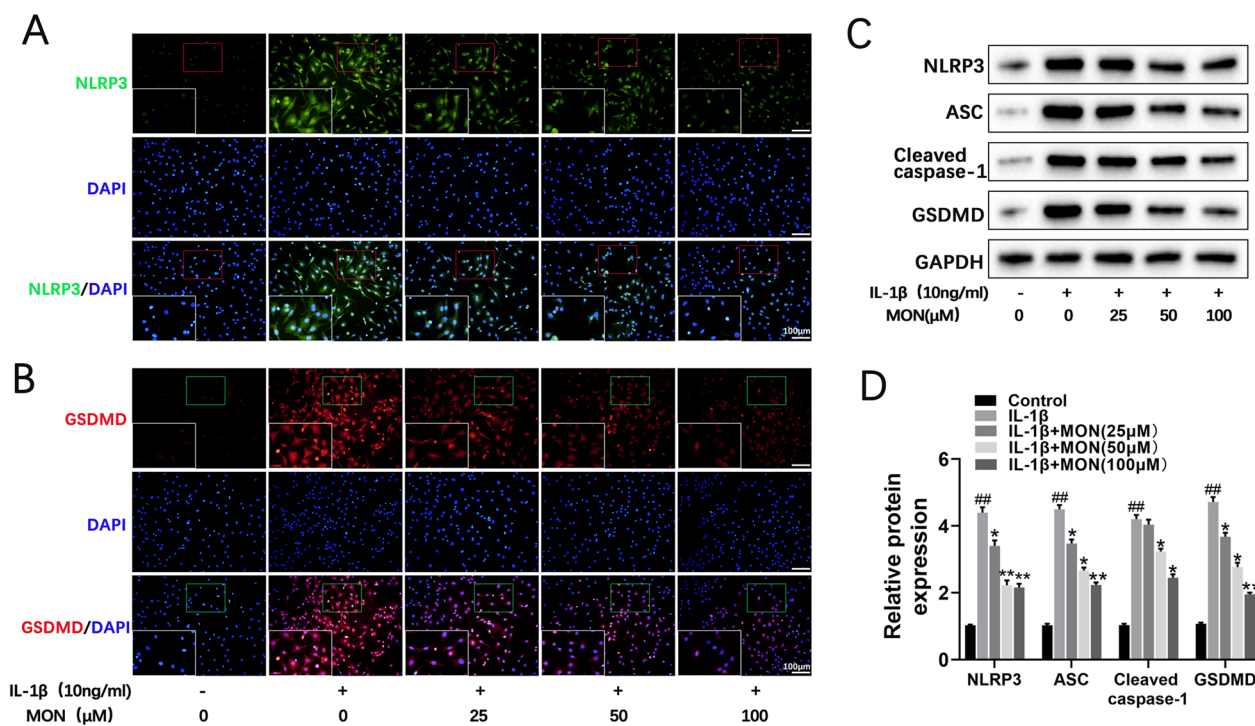 A
NLRP3
DAPI
NLRP3/DAPI
100μm
B
GSDMD
DAPI
GSDMD/DAPI
100μm
IL-1β (10ng/ml) - + + + +
MON (μM) 0 0 25 50 100
C
NLRP3
ASC
Cleaved
caspase-1
GSDMD
GAPDH
IL-1β (10ng/ml) - + + + +
MON(μM) 0 0 25 50 100
D
Control
IL-1β
IL-1β+MON(25μM)
IL-1β+MON(50μM)
IL-1β+MON(100μM)
Relative protein
expression
6
4
2
0
## * ** **
## * * **
## * *
## * * **
NLRP3 ASC Cleaved
caspase-1 GSDMD